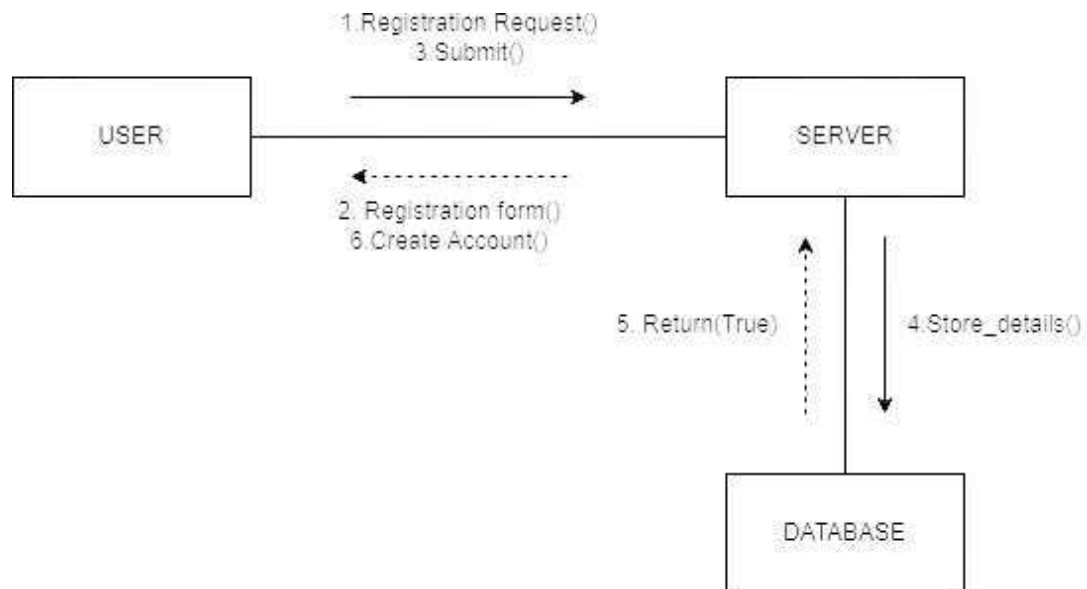 1.Registration Request()
3.Submit()
USER
SERVER
2. Registration form()
6.Create Account()
5. Return(True)
4.Store_details()
DATABASE